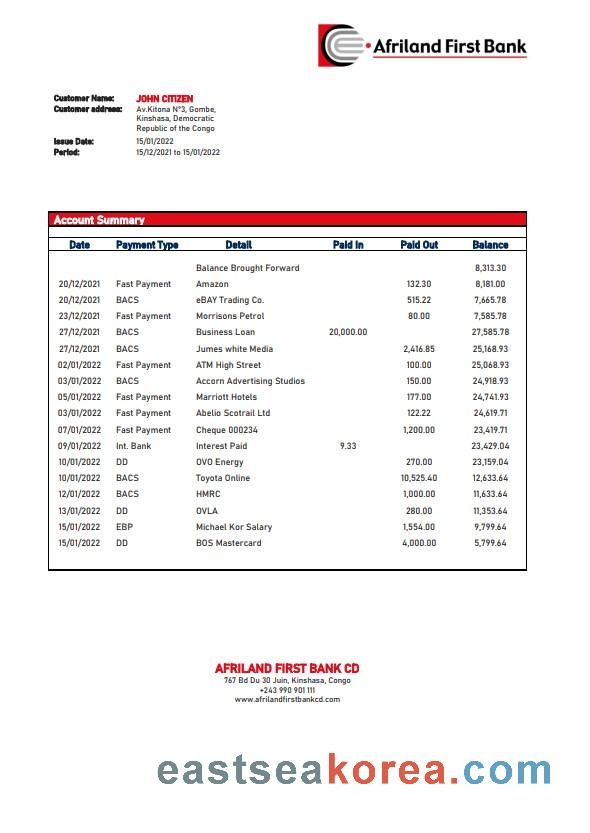 Afriland First Bank
Customer Name: JOHN CITIZEN
Customer address: Av.Kitona N°3, Gombe,
Kinshasa, Democratic
Republic of the Congo
Issue Date: 15/01/2022
Period: 15/12/2021 to 15/01/2022
Account Summary
Date Payment Type Detail Paid In Paid Out Balance
Balance Brought Forward 8,313.30
20/12/2021 Fast Payment Amazon 132.30 8,181.00
20/12/2021 BACS eBAY Trading Co. 515.22 7,665.78
23/12/2021 Fast Payment Morrisons Petrol 80.00 7,585.78
27/12/2021 BACS Business Loan 20,000.00 27,585.78
27/12/2021 BACS Jumes white Media 2,416.85 25,168.93
02/01/2022 Fast Payment ATM High Street 100.00 25,068.93
03/01/2022 BACS Accorn Advertising Studios 150.00 24,918.93
05/01/2022 Fast Payment Marriott Hotels 177.00 24,741.93
03/01/2022 Fast Payment Abelio Scotrail Ltd 122.22 24,619.71
07/01/2022 Fast Payment Cheque 000234 1,200.00 23,419.71
09/01/2022 Int. Bank Interest Paid 9.33 23,429.04
10/01/2022 DD OVO Energy 270.00 23,159.04
10/01/2022 BACS Toyota Online 10,525.40 12,633.64
12/01/2022 BACS HMRC 1,000.00 11,633.64
13/01/2022 DD OVLA 280.00 11,353.64
15/01/2022 EBP Michael Kor Salary 1,554.00 9,799.64
15/01/2022 DD BOS Mastercard 4,000.00 5,799.64
AFRILAND FIRST BANK CD
767 Bd Du 30 Juin, Kinshasa, Congo
+243 990 901 111
www.afrilandfirstbankcd.com
eastseakorea.com